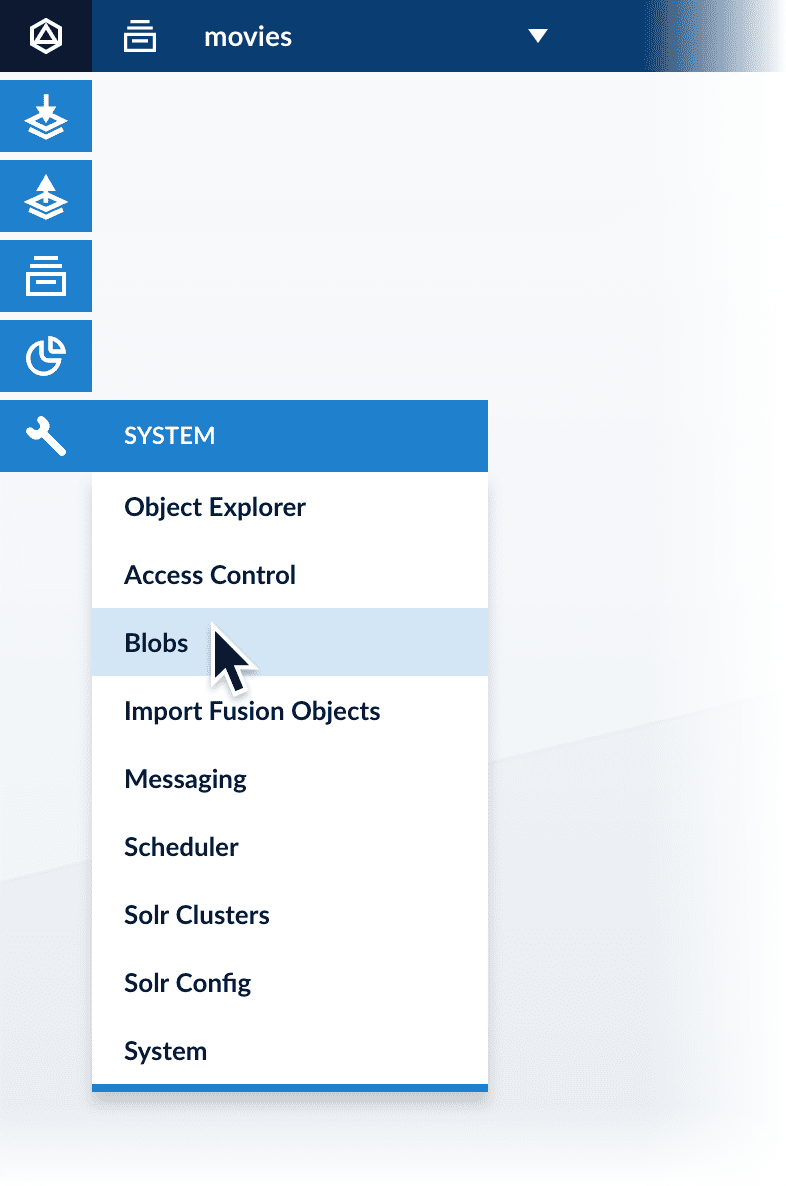 movies
SYSTEM
Object Explorer
Access Control
Blobs
Import Fusion Objects
Messaging
Scheduler
Solr Clusters
Solr Config
System